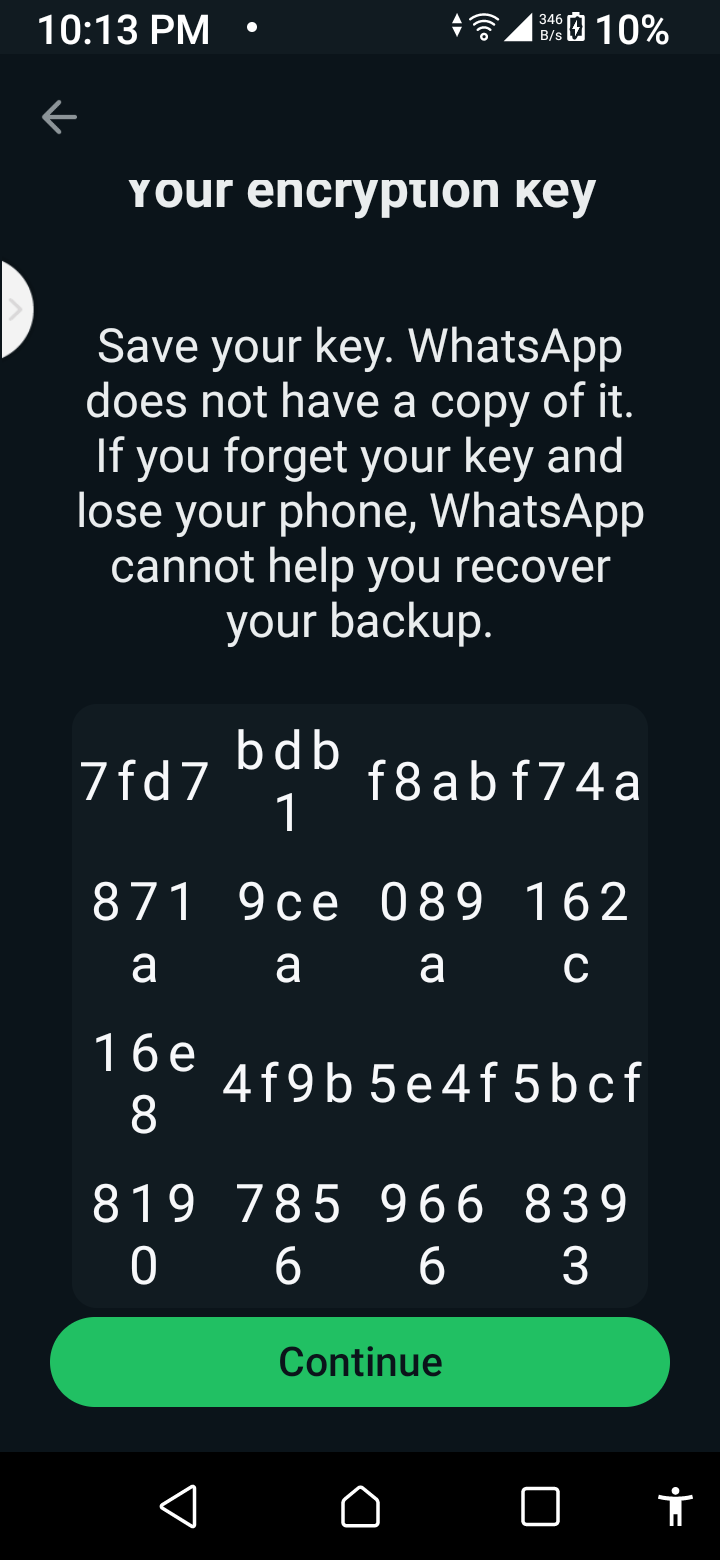 10:13 PM
346 B/s
10%
Your encryption key
Save your key. WhatsApp
does not have a copy of it.
If you forget your key and
lose your phone, WhatsApp
cannot help you recover
your backup.
7fd7 bdb1 f8ab f74a
871a 9cea 089a 162c
16e8 4f9b 5e4f 5bcf
8190 7856 9666 8393
Continue